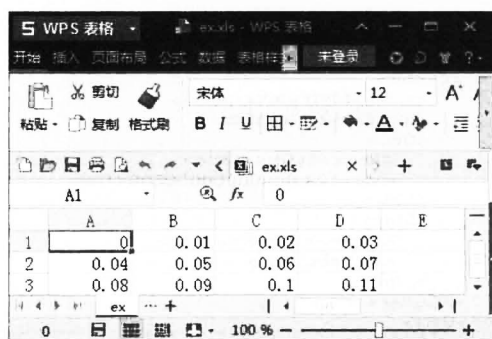 S WPS 表格 ex.xls - WPS 表格
开始 插入 页面布局 公式 数据 表格样 未登录
剪切 宋体 12 A A
粘贴 复制 格式刷 B I U A
ex.xls × +
A1 fx 0
A B C D E
1 0 0.01 0.02 0.03
2 0.04 0.05 0.06 0.07
3 0.08 0.09 0.1 0.11
ex ... +
0 100 % - +